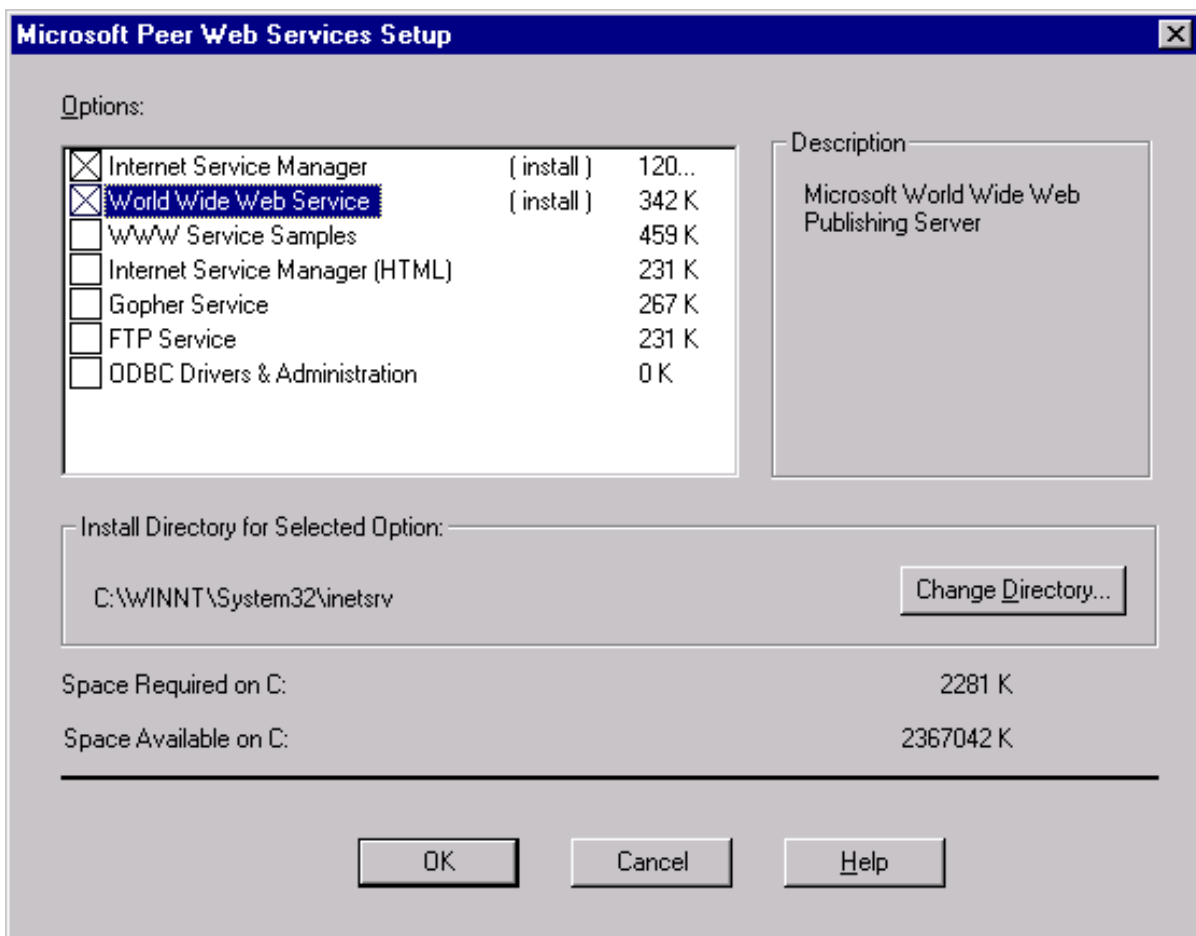 Microsoft Peer Web Services Setup
Options:
Internet Service Manager ( install ) 120...
World Wide Web Service ( install ) 342 K
WWW Service Samples 459 K
Internet Service Manager (HTML) 231 K
Gopher Service 267 K
FTP Service 231 K
ODBC Drivers & Administration 0 K
Description
Microsoft World Wide Web
Publishing Server
Install Directory for Selected Option:
C:\WINNT\System32\inetsrv
Change Directory...
Space Required on C: 2281 K
Space Available on C: 2367042 K
OK Cancel Help